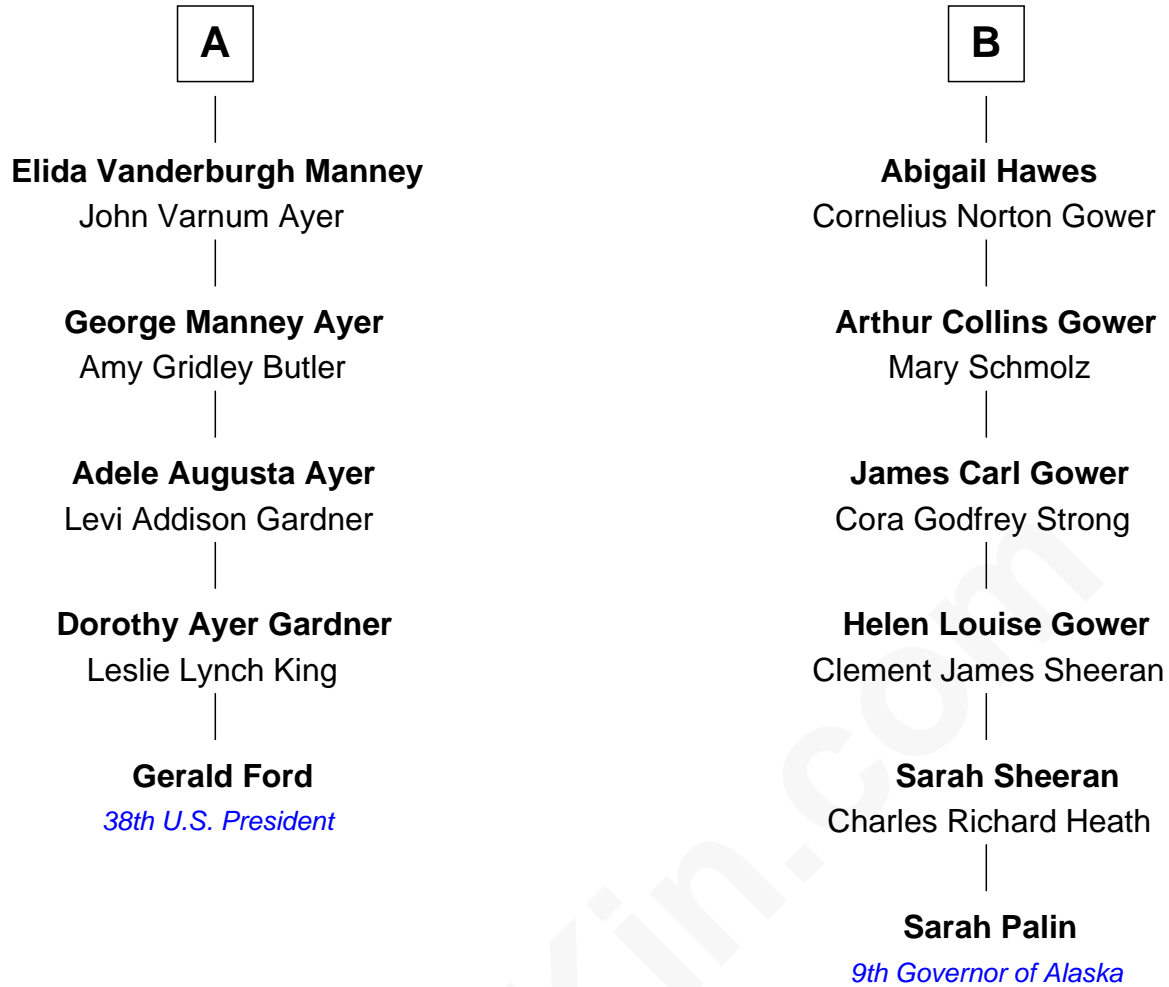 A
Elida Vanderburgh Manney
John Varnum Ayer
George Manney Ayer
Amy Gridley Butler
Adele Augusta Ayer
Levi Addison Gardner
Dorothy Ayer Gardner
Leslie Lynch King
Gerald Ford
38th U.S. President
B
Abigail Hawes
Cornelius Norton Gower
Arthur Collins Gower
Mary Schmolz
James Carl Gower
Cora Godfrey Strong
Helen Louise Gower
Clement James Sheeran
Sarah Sheeran
Charles Richard Heath
Sarah Palin
9th Governor of Alaska